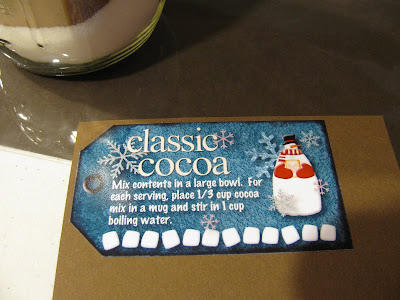 classic
cocoa
Mix contents in a large bowl. For
each serving, place 1/3 cup cocoa
mix in a mug and stir in 1 cup
boiling water.